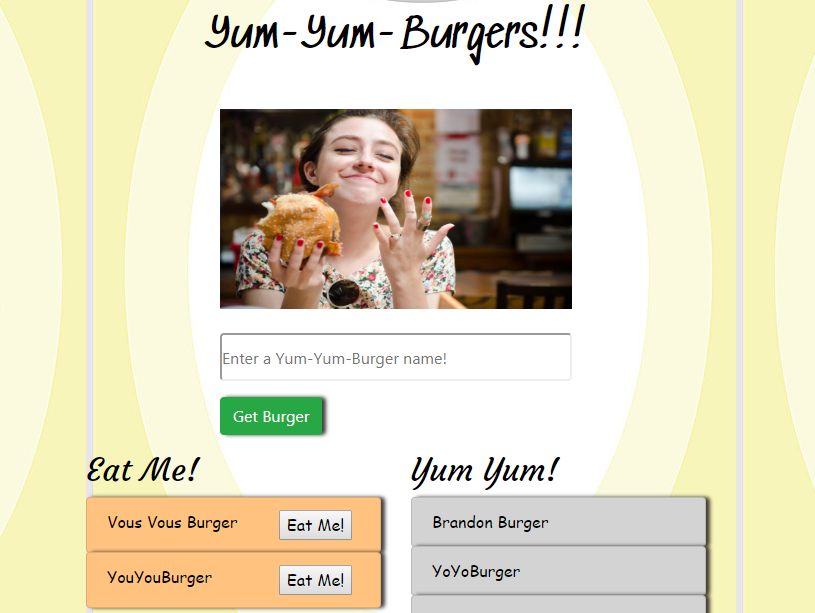 Yum-Yum-Burgers!!!
Enter a Yum-Yum-Burger name!
Get Burger
Eat Me!
Vous Vous Burger
Eat Me!
YouYouBurger
Eat Me!
Yum Yum!
Brandon Burger
YoYoBurger